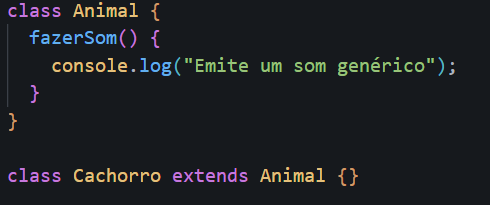 class Animal {
  fazerSom() {
    console.log("Emite um som genérico");
  }
}

class Cachorro extends Animal {}